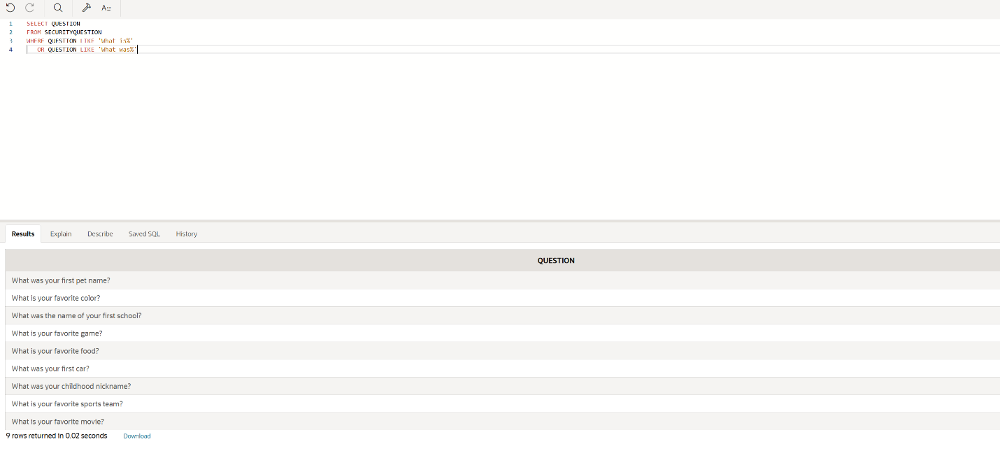 A::
1 SELECT QUESTION
2 FROM SECURITYQUESTION
3 WHERE QUESTION LIKE 'What is%'
4 OR QUESTION LIKE 'What was%'
Results Explain Describe Saved SQL History
QUESTION
What was your first pet name?
What is your favorite color?
What was the name of your first school?
What is your favorite game?
What is your favorite food?
What was your first car?
What was your childhood nickname?
What is your favorite sports team?
What is your favorite movie?
9 rows returned in 0.02 seconds Download